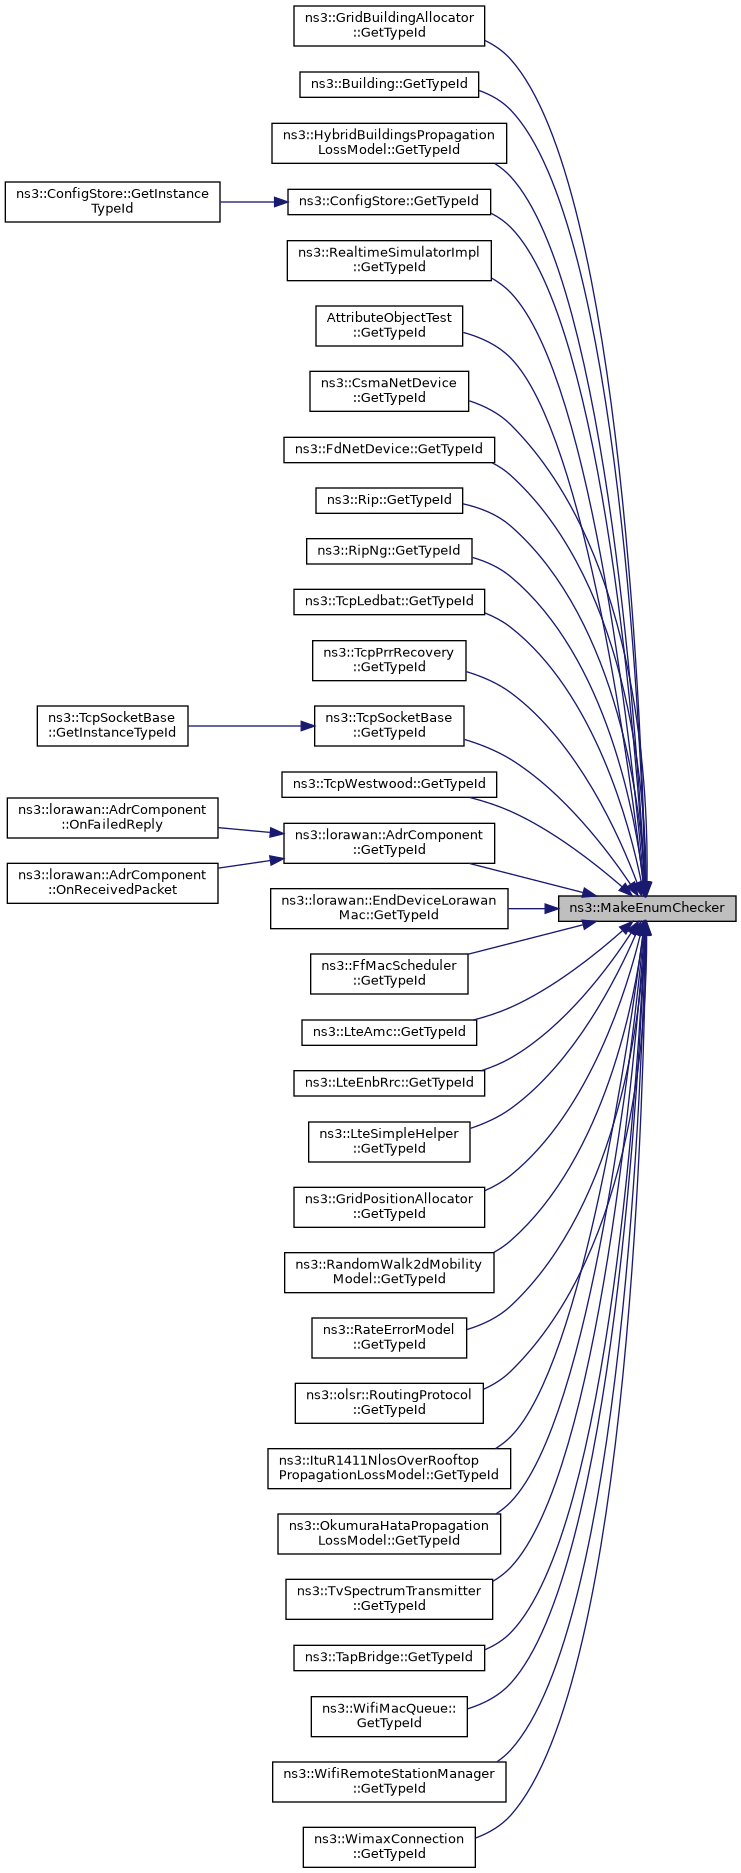 ns3::GridBuildingAllocator
::GetTypeId
ns3::Building::GetTypeId
ns3::HybridBuildingsPropagation
LossModel::GetTypeId
ns3::ConfigStore::GetInstance
TypeId
ns3::ConfigStore::GetTypeId
ns3::RealtimeSimulatorImpl
::GetTypeId
AttributeObjectTest
::GetTypeId
ns3::CsmaNetDevice
::GetTypeId
ns3::FdNetDevice::GetTypeId
ns3::Rip::GetTypeId
ns3::RipNg::GetTypeId
ns3::TcpLedbat::GetTypeId
ns3::TcpPrrRecovery
::GetTypeId
ns3::TcpSocketBase
::GetInstanceTypeId
ns3::TcpSocketBase
::GetTypeId
ns3::TcpWestwood::GetTypeId
ns3::lorawan::AdrComponent
::OnFailedReply
ns3::lorawan::AdrComponent
::GetTypeId
ns3::lorawan::AdrComponent
::OnReceivedPacket
ns3::lorawan::EndDeviceLorawan
Mac::GetTypeId
ns3::MakeEnumChecker
ns3::FfMacScheduler
::GetTypeId
ns3::LteAmc::GetTypeId
ns3::LteEnbRrc::GetTypeId
ns3::LteSimpleHelper
::GetTypeId
ns3::GridPositionAllocator
::GetTypeId
ns3::RandomWalk2dMobility
Model::GetTypeId
ns3::RateErrorModel
::GetTypeId
ns3::olsr::RoutingProtocol
::GetTypeId
ns3::ItuR1411NlosOverRooftop
PropagationLossModel::GetTypeId
ns3::OkumuraHataPropagation
LossModel::GetTypeId
ns3::TvSpectrumTransmitter
::GetTypeId
ns3::TapBridge::GetTypeId
ns3::WifiMacQueue::
GetTypeId
ns3::WifiRemoteStationManager
::GetTypeId
ns3::WimaxConnection
::GetTypeId